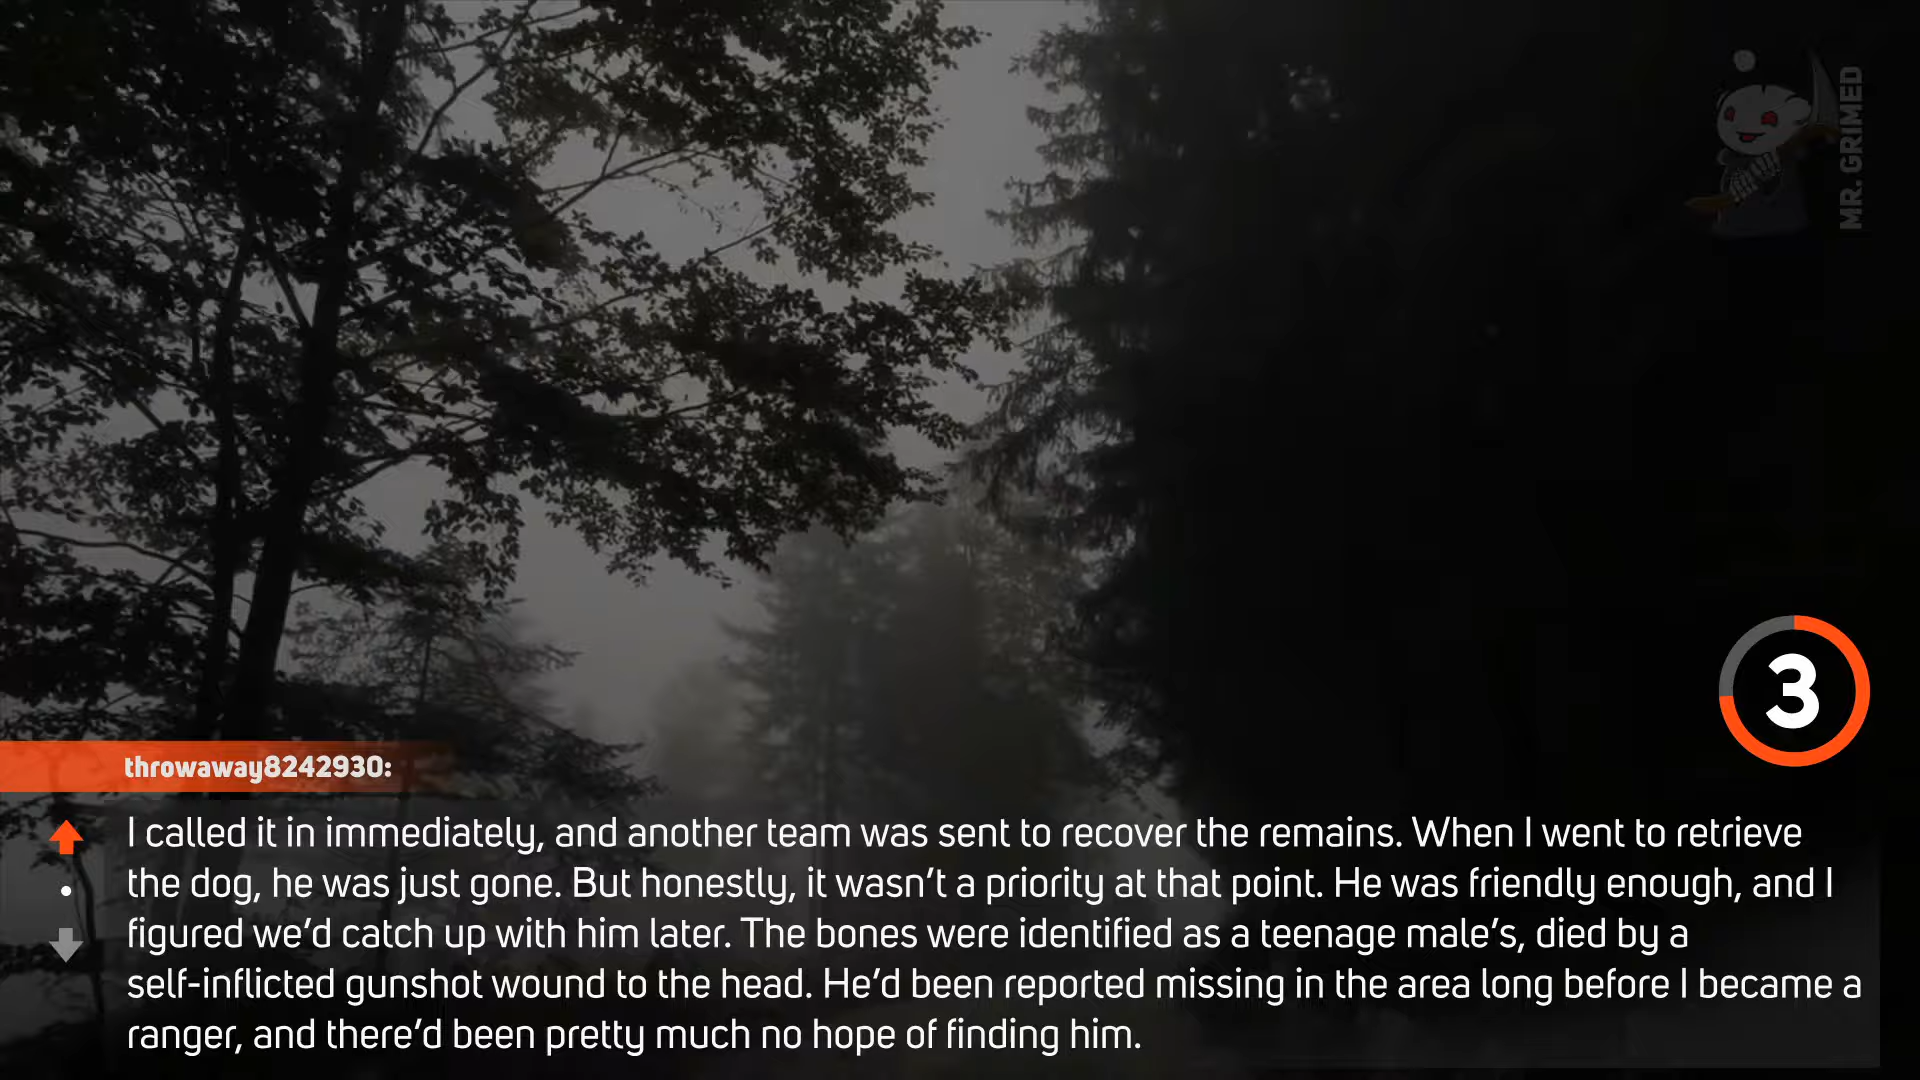 MR. GRIMED
3
throwaway8242930:
I called it in immediately, and another team was sent to recover the remains. When I went to retrieve
the dog, he was just gone. But honestly, it wasn't a priority at that point. He was friendly enough, and I
figured we'd catch up with him later. The bones were identified as a teenage male's, died by a
self-inflicted gunshot wound to the head. He'd been reported missing in the area long before I became a
ranger, and there'd been pretty much no hope of finding him.